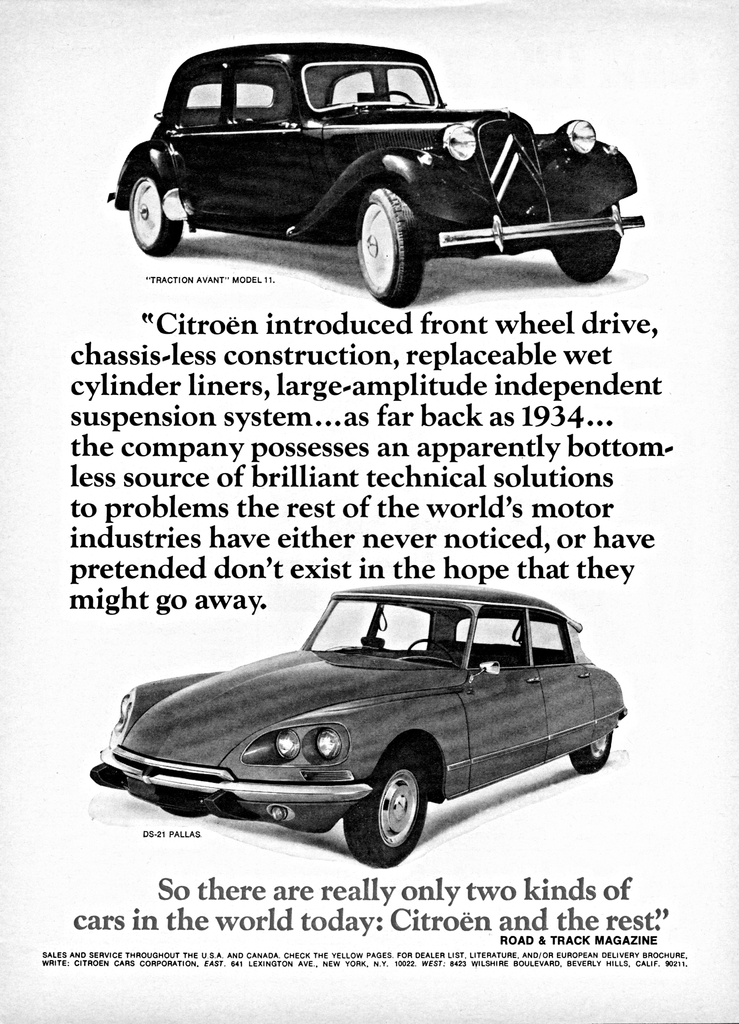 "TRACTION AVANT" MODEL 11.
“Citroën introduced front wheel drive,
chassis-less construction, replaceable wet
cylinder liners, large-amplitude independent
suspension system...as far back as 1934...
the company possesses an apparently bottom-
less source of brilliant technical solutions
to problems the rest of the world’s motor
industries have either never noticed, or have
pretended don’t exist in the hope that they
might go away.
DS-21 PALLAS
So there are really only two kinds of
cars in the world today: Citroën and the rest.”
ROAD & TRACK MAGAZINE
SALES AND SERVICE THROUGHOUT THE U.S.A. AND CANADA. CHECK THE YELLOW PAGES. FOR DEALER LIST, LITERATURE, AND/OR EUROPEAN DELIVERY BROCHURE,
WRITE: CITROEN CARS CORPORATION, EAST. 641 LEXINGTON AVE., NEW YORK, N.Y. 10022. WEST: 8423 WILSHIRE BOULEVARD, BEVERLY HILLS, CALIF. 90211.